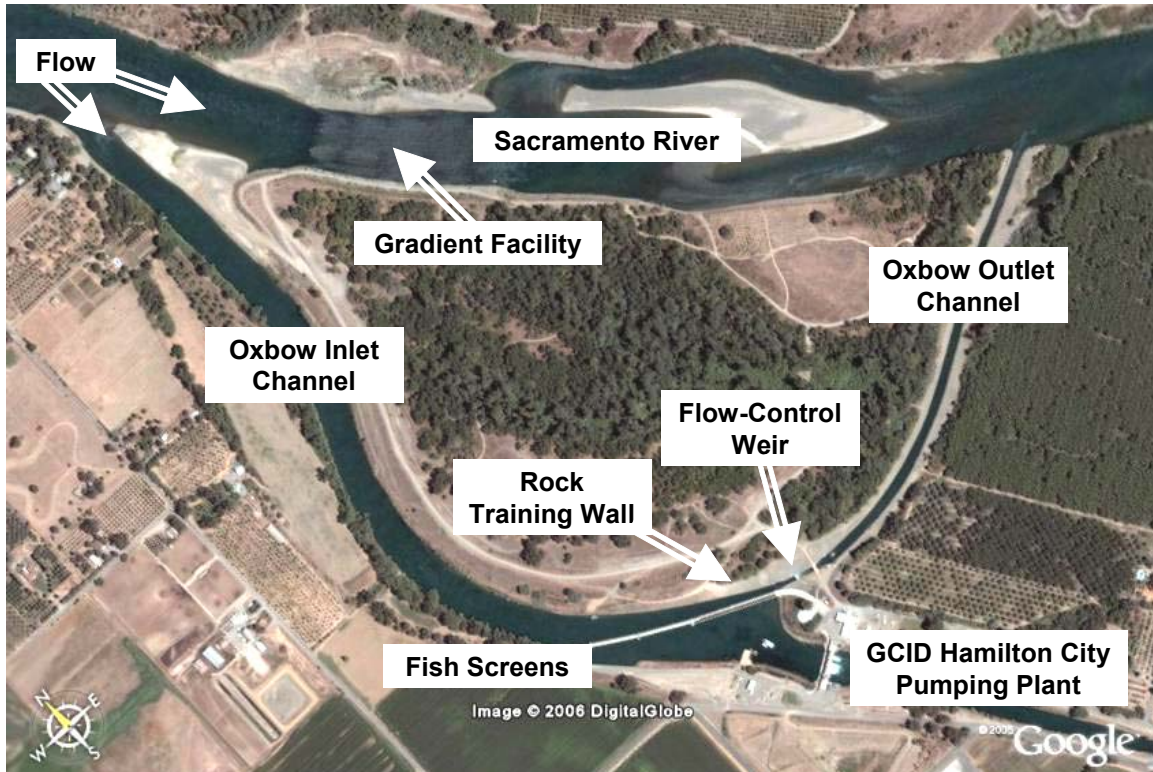 Flow
Sacramento River
Gradient Facility
Oxbow Outlet
Channel
Oxbow Inlet
Channel
Flow-Control
Weir
Rock
Training Wall
Fish Screens
GCID Hamilton City
Pumping Plant
Image © 2006 DigitalGlobe
© 2005 Google
N
E
W
S